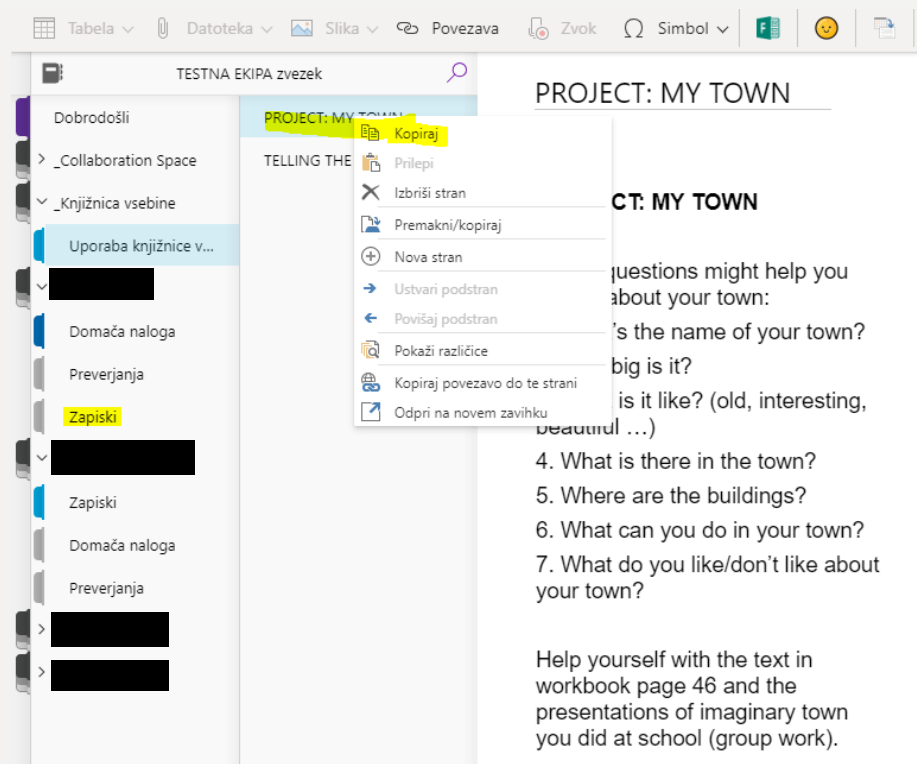 Tabela Datoteka Slika Povezava Zvok Simbol
TESTNA EKIPA zvezek
Dobrodošli
_Collaboration Space
_Knjižnica vsebine
Uporaba knjižnice v...
Domača naloga
Preverjanja
Zapiski
Zapiski
Domača naloga
Preverjanja
PROJECT: MY TOWN
TELLING THE
Kopiraj
Prilepi
Izbriši stran
Premakni/kopiraj
Nova stran
Ustvari podstran
Povišaj podstran
Pokaži različice
Kopiraj povezavo do te strani
Odpri na novem zavihku
PROJECT: MY TOWN
CT: MY TOWN
questions might help you
about your town:
's the name of your town?
big is it?
is it like? (old, interesting,
beautiful …)
4. What is there in the town?
5. Where are the buildings?
6. What can you do in your town?
7. What do you like/don't like about
your town?
Help yourself with the text in
workbook page 46 and the
presentations of imaginary town
you did at school (group work).